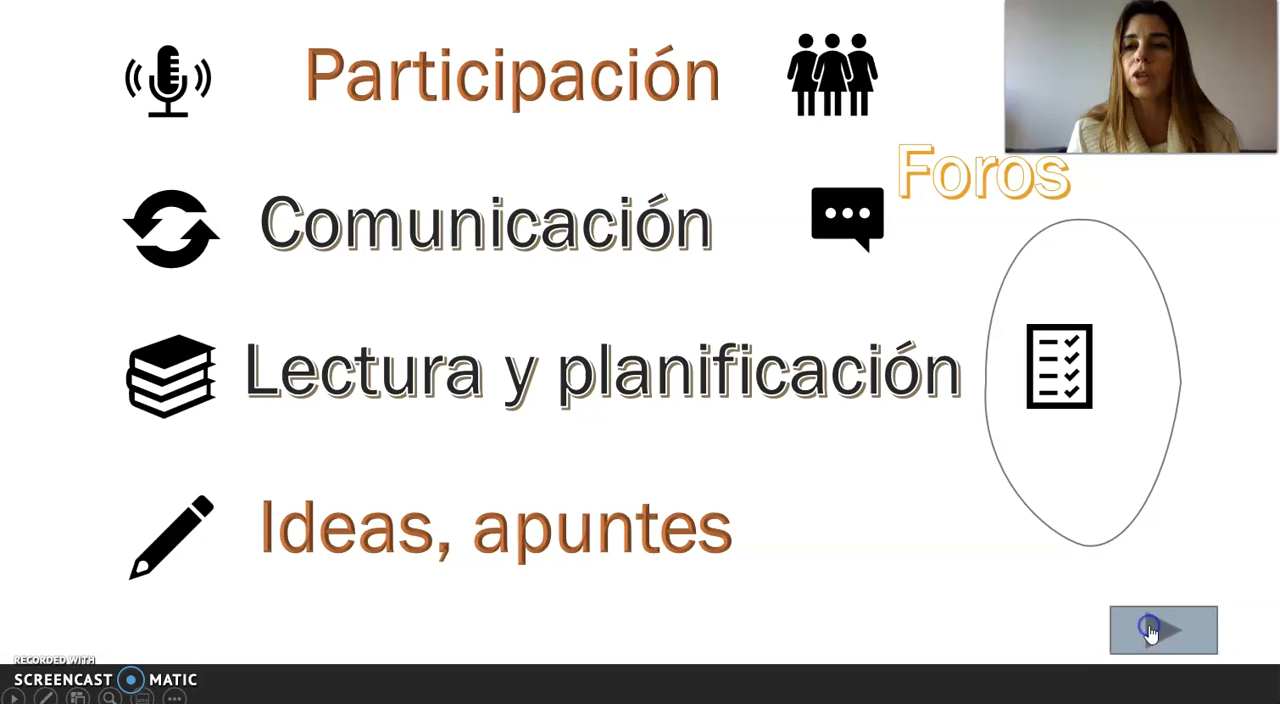 Participación
Foros
Comunicación
Lectura y planificación
Ideas, apuntes
RECORDED WITH
SCREENCAST MATIC